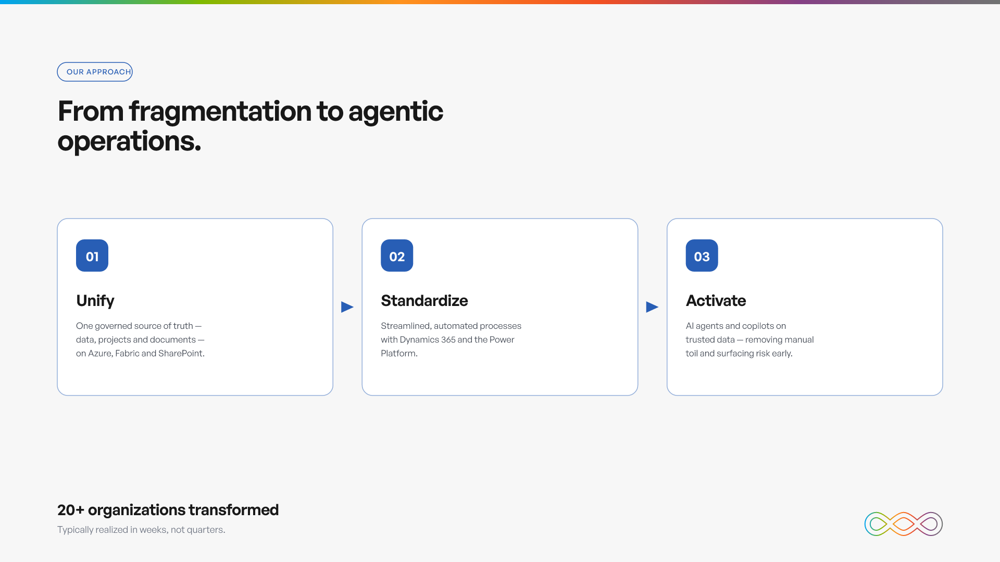 OUR APPROACH
From fragmentation to agentic
operations.
01
Unify
One governed source of truth —
data, projects and documents —
on Azure, Fabric and SharePoint.
02
Standardize
Streamlined, automated processes
with Dynamics 365 and the Power
Platform.
03
Activate
AI agents and copilots on
trusted data — removing manual
toil and surfacing risk early.
20+ organizations transformed
Typically realized in weeks, not quarters.